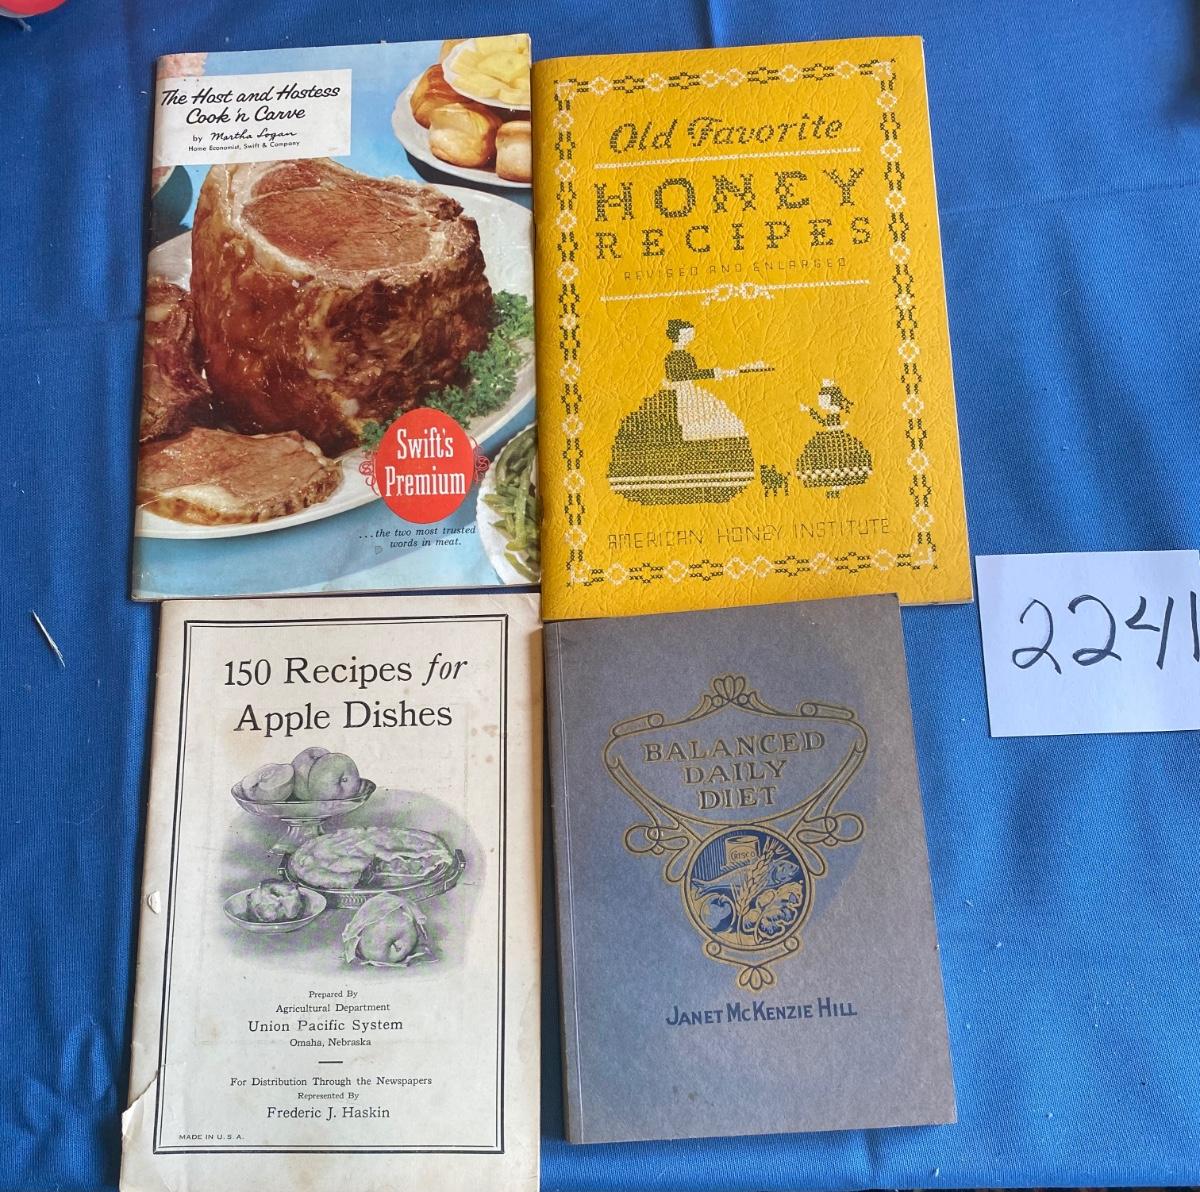 The Host and Hostess
Cook 'n Carve
by Martha Logan
Home Economist, Swift & Company
Swift's
Premium
...the two most trusted
words in meat.
Old Favorite
HONEY
RECIPES
REVISED AND ENLARGED
AMERICAN HONEY INSTITUTE
2241
150 Recipes for
Apple Dishes
Prepared By
Agricultural Department
Union Pacific System
Omaha, Nebraska
For Distribution Through the Newspapers
Represented By
Frederic J. Haskin
MADE IN U. S. A.
BALANCED
DAILY
DIET
CRISCO
JANET MCKENZIE HILL